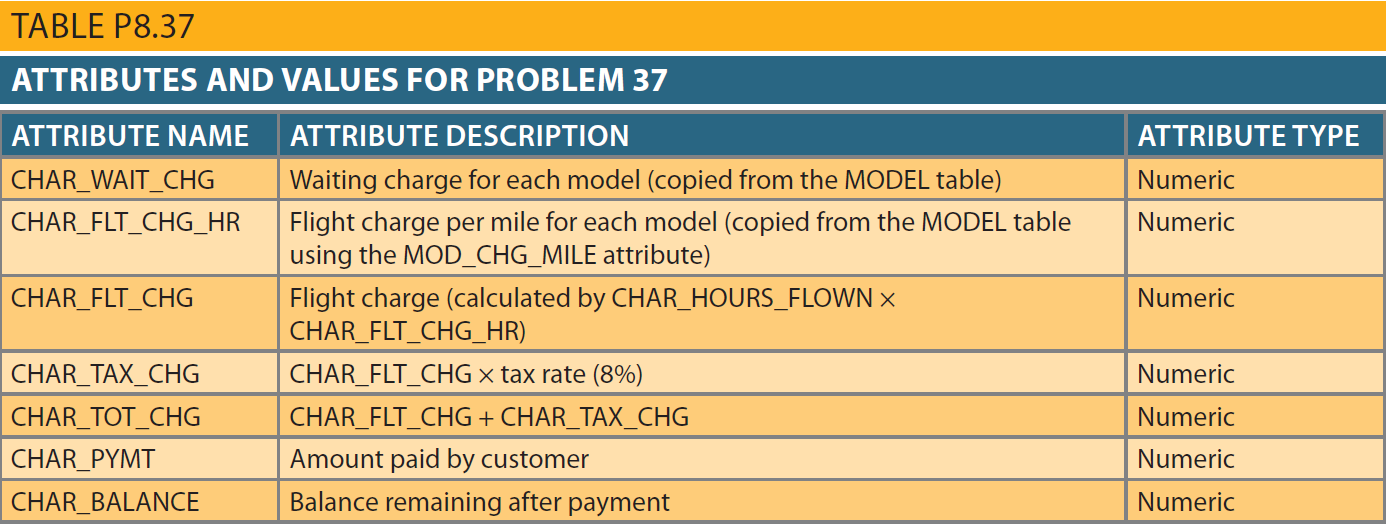 TABLE P8.37
ATTRIBUTES AND VALUES FOR PROBLEM 37
ATTRIBUTE NAME ATTRIBUTE DESCRIPTION ATTRIBUTE TYPE
CHAR_WAIT_CHG Waiting charge for each model (copied from the MODEL table) Numeric
CHAR_FLT_CHG_HR Flight charge per mile for each model (copied from the MODEL table Numeric
using the MOD_CHG_MILE attribute)
CHAR_FLT_CHG Flight charge (calculated by CHAR_HOURS_FLOWN × Numeric
CHAR_FLT_CHG_HR)
CHAR_TAX_CHG CHAR_FLT_CHG × tax rate (8%) Numeric
CHAR_TOT_CHG CHAR_FLT_CHG + CHAR_TAX_CHG Numeric
CHAR_PYMT Amount paid by customer Numeric
CHAR_BALANCE Balance remaining after payment Numeric